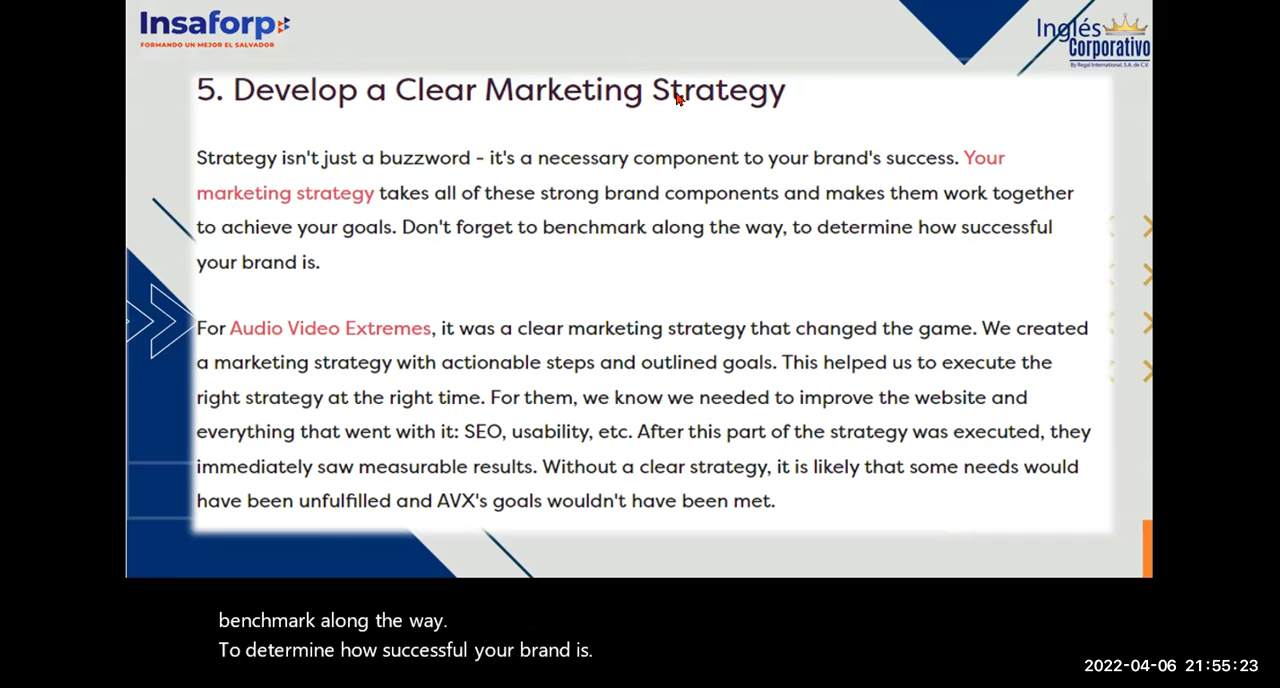 Insaforp
FORMANDO UN MEJOR EL SALVADOR
Inglés
Corporativo
By Regal International, S.A. de C.V.
5. Develop a Clear Marketing Strategy
Strategy isn't just a buzzword - it's a necessary component to your brand's success. Your
marketing strategy takes all of these strong brand components and makes them work together
to achieve your goals. Don't forget to benchmark along the way, to determine how successful
your brand is.
For Audio Video Extremes, it was a clear marketing strategy that changed the game. We created
a marketing strategy with actionable steps and outlined goals. This helped us to execute the
right strategy at the right time. For them, we know we needed to improve the website and
everything that went with it: SEO, usability, etc. After this part of the strategy was executed, they
immediately saw measurable results. Without a clear strategy, it is likely that some needs would
have been unfulfilled and AVX's goals wouldn't have been met.
benchmark along the way.
To determine how successful your brand is.
2022-04-06 21:55:23